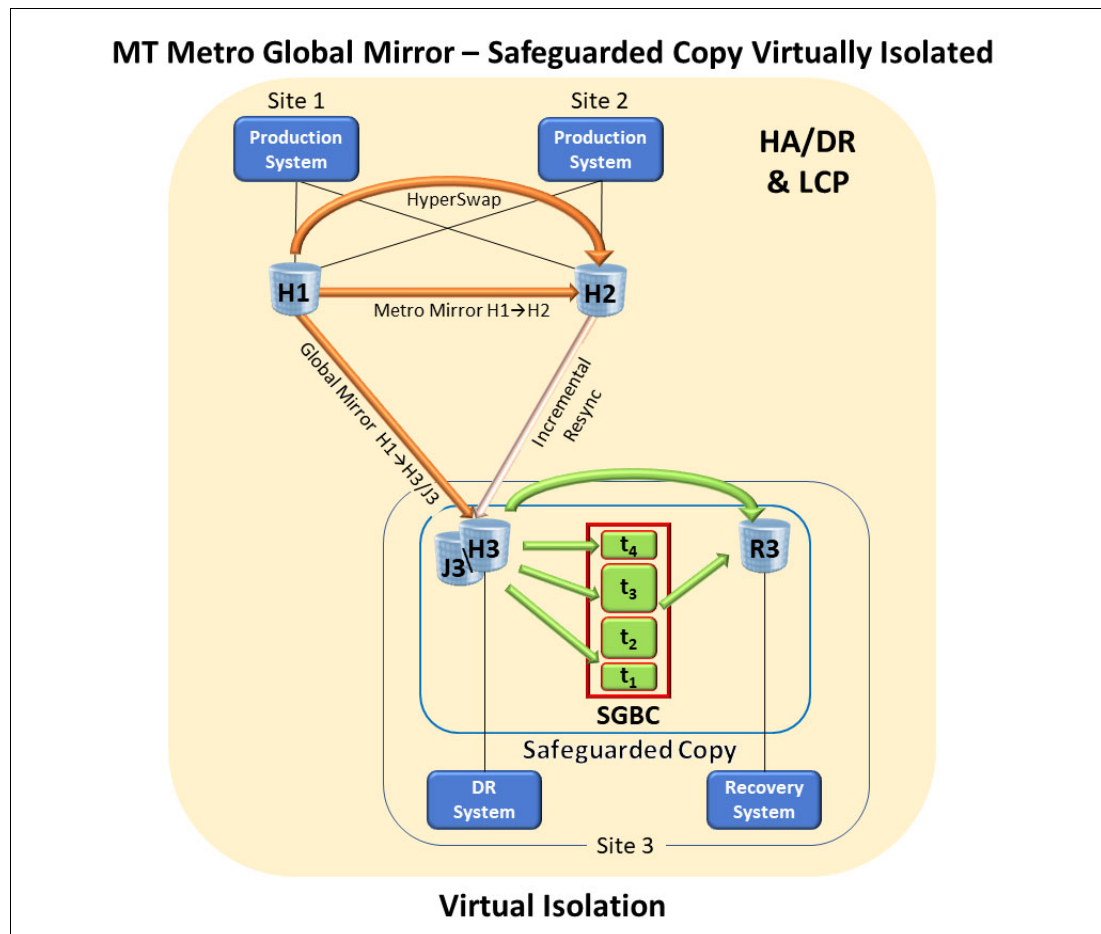 MT Metro Global Mirror – Safeguarded Copy Virtually Isolated
Site 1
Site 2
Production
System
Production
System
HA/DR
& LCP
HyperSwap
H1
H2
Metro Mirror H1→H2
Global Mirror H1→H3/J3
Incremental
Resync
J3\
H3
t4
t3
t2
t1
R3
SGBC
Safeguarded Copy
DR
System
Recovery
System
Site 3
Virtual Isolation